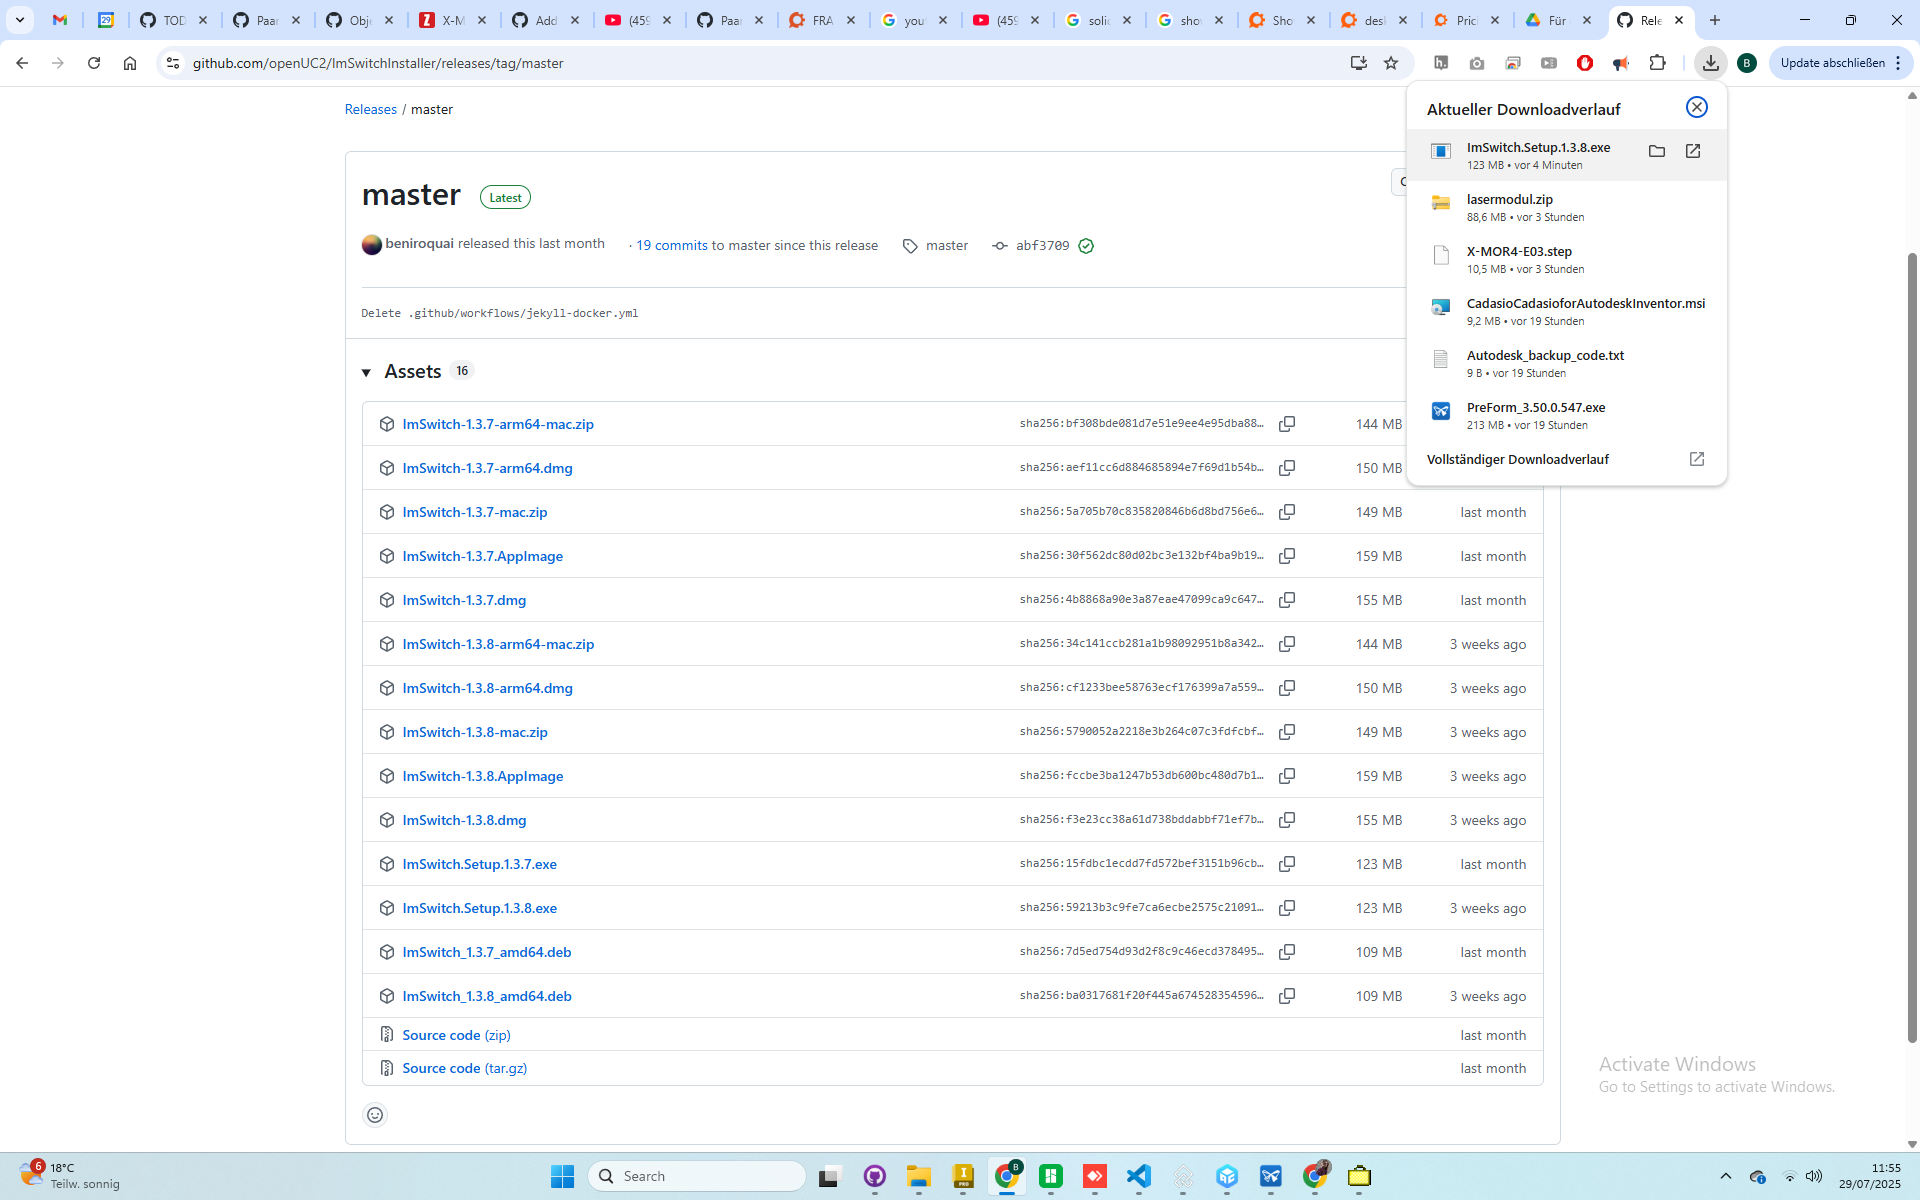 29
TOD
Paar
Obje
X-M
Add
(459
Paar
FRA
yout
(459
solid
sho
Sho
desk
Pric
Für
Rele
github.com/openUC2/ImSwitchInstaller/releases/tag/master
B
Update abschließen
Releases / master
Aktueller Downloadverlauf
ImSwitch.Setup.1.3.8.exe
123 MB • vor 4 Minuten
lasermodul.zip
88,6 MB • vor 3 Stunden
X-MOR4-E03.step
10,5 MB • vor 3 Stunden
CadasioCadasioforAutodeskInventor.msi
9,2 MB • vor 19 Stunden
Autodesk_backup_code.txt
9 B • vor 19 Stunden
PreForm_3.50.0.547.exe
213 MB • vor 19 Stunden
Vollständiger Downloadverlauf
master Latest
beniroquai released this last month · 19 commits to master since this release master abf3709
Delete .github/workflows/jekyll-docker.yml
Assets 16
ImSwitch-1.3.7-arm64-mac.zip sha256:bf308bde081d7e51e9ee4e95dba88… 144 MB
ImSwitch-1.3.7-arm64.dmg sha256:aef11cc6d884685894e7f69d1b54b… 150 MB
ImSwitch-1.3.7-mac.zip sha256:5a705b70c835820846b6d8bd756e6… 149 MB last month
ImSwitch-1.3.7.AppImage sha256:30f562dc80d02bc3e132bf4ba9b19… 159 MB last month
ImSwitch-1.3.7.dmg sha256:4b8868a90e3a87eae47099ca9c647… 155 MB last month
ImSwitch-1.3.8-arm64-mac.zip sha256:34c141ccb281a1b98092951b8a342… 144 MB 3 weeks ago
ImSwitch-1.3.8-arm64.dmg sha256:cf1233bee58763ecf176399a7a559… 150 MB 3 weeks ago
ImSwitch-1.3.8-mac.zip sha256:5790052a2218e3b264c07c3fdfcbf… 149 MB 3 weeks ago
ImSwitch-1.3.8.AppImage sha256:fccbe3ba1247b53db600bc480d7b1… 159 MB 3 weeks ago
ImSwitch-1.3.8.dmg sha256:f3e23cc38a61d738bddabbf71ef7b… 155 MB 3 weeks ago
ImSwitch.Setup.1.3.7.exe sha256:15fdbc1ecdd7fd572bef3151b96cb… 123 MB last month
ImSwitch.Setup.1.3.8.exe sha256:59213b3c9fe7ca6ecbe2575c21091… 123 MB 3 weeks ago
ImSwitch_1.3.7_amd64.deb sha256:7d5ed754d93d2f8c9c46ecd378495… 109 MB last month
ImSwitch_1.3.8_amd64.deb sha256:ba0317681f20f445a674528354596… 109 MB 3 weeks ago
Source code (zip) last month
Source code (tar.gz) last month
Activate Windows
Go to Settings to activate Windows.
6
18°C
Teilw. sonnig
Search
B
11:55
29/07/2025